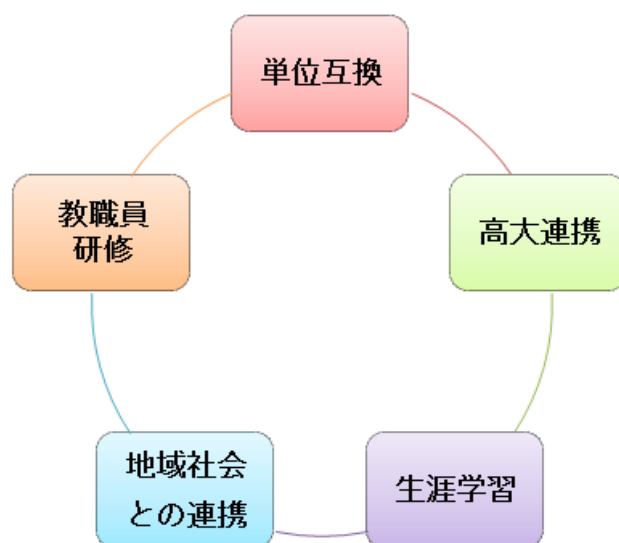 単位互換
高大連携
生涯学習
地域社会
との連携
教職員
研修